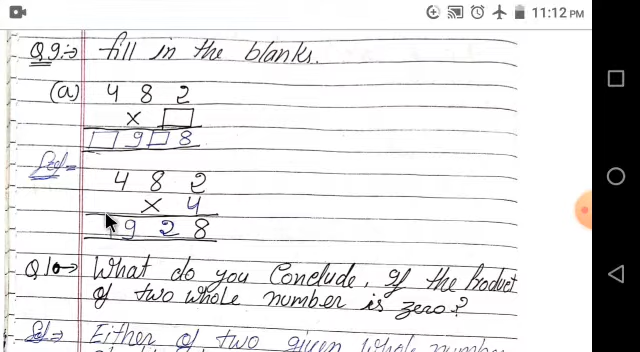 11:12 PM
Q9:→ fill in the blanks.
(a) 4 8 2
× □
□ 9 □ 8
Sol=
4 8 2
× 4
1 9 2 8
Q10→ What do you Conclude, if the Product
of two whole number is zero?
Sol→ Either of two given whole number